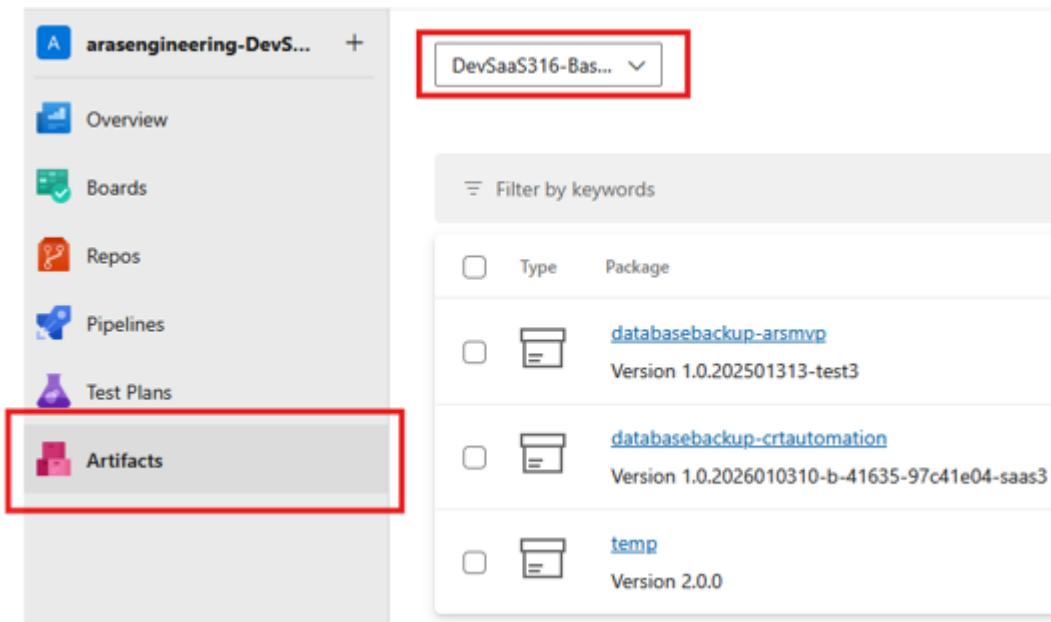 A arasengineering-DevS... +
Overview
Boards
Repos
Pipelines
Test Plans
Artifacts
DevSaaS316-Bas...
Filter by keywords
Type Package
databasebackup-arsmvp
Version 1.0.202501313-test3
databasebackup-crtautomation
Version 1.0.2026010310-b-41635-97c41e04-saas3
temp
Version 2.0.0